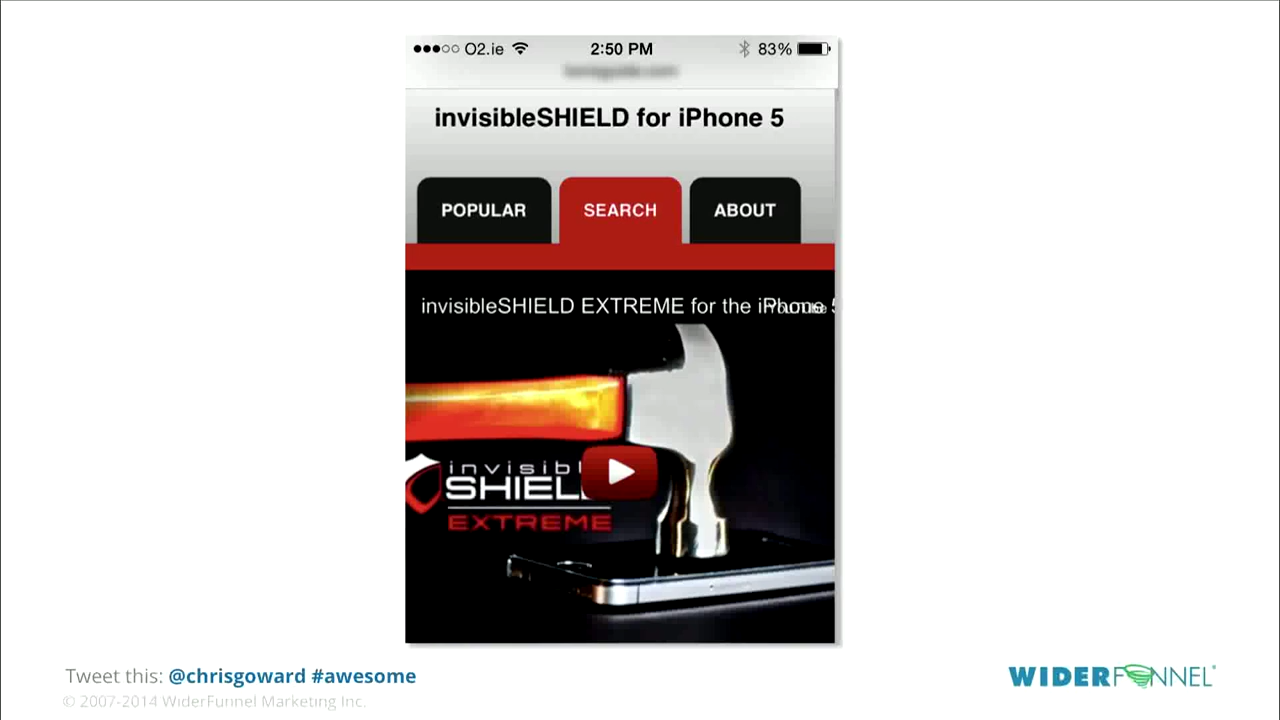 O2.ie 2:50 PM 83%
invisibleSHIELD for iPhone 5
POPULAR SEARCH ABOUT
invisibleSHIELD EXTREME for the iPhone 5
SHIELD
EXTREME
Tweet this: @chrisgoward #awesome
WIDERFUNNEL
© 2007-2014 WiderFunnel Marketing Inc.